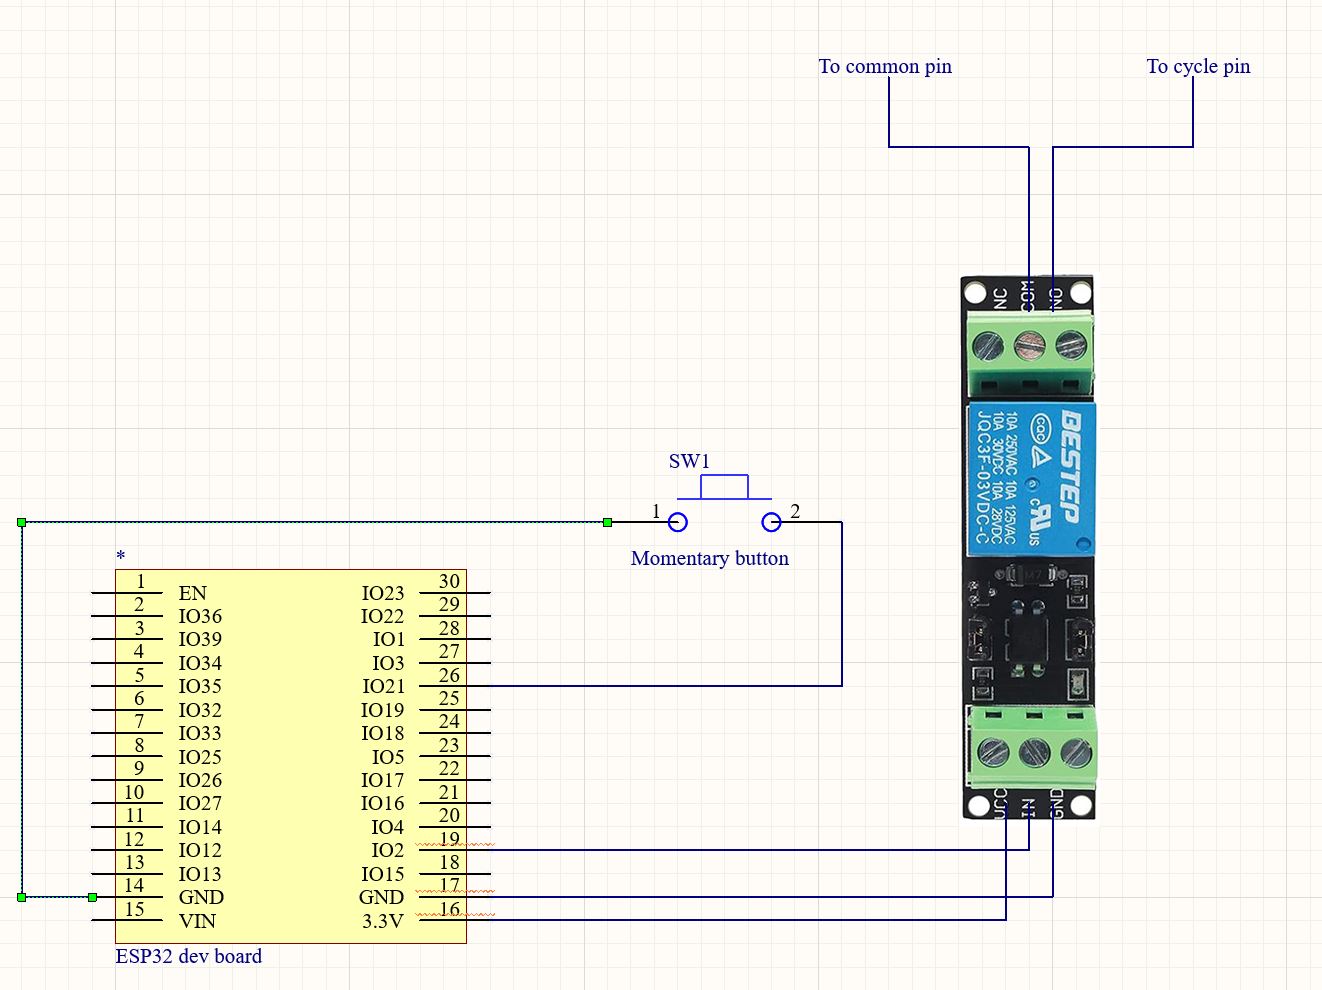 To common pin
To cycle pin
NC
COM
NO
10A 250VAC 10A 125VAC
10A 30VDC 10A 28VDC
JQC3F-03VDC-C
CQC
BESTEP
c US
SW1
1
2
Momentary button
M7
*
1 EN IO23 30
2 IO36 IO22 29
3 IO39 IO1 28
4 IO34 IO3 27
5 IO35 IO21 26
6 IO32 IO19 25
7 IO33 IO18 24
8 IO25 IO5 23
9 IO26 IO17 22
10 IO27 IO16 21
11 IO14 IO4 20
12 IO12 IO2 19
13 IO13 IO15 18
14 GND GND 17
15 VIN 3.3V 16
VCC
IN
GND
ESP32 dev board